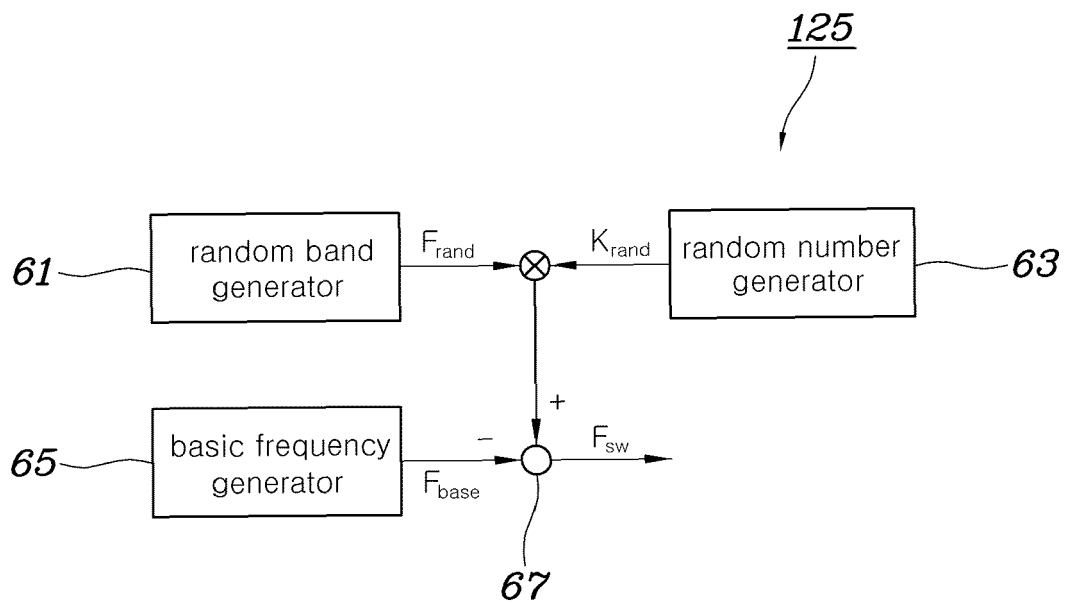 125
random band
generator
F_rand
K_rand
random number
generator
61
63
+
basic frequency
generator
−
F_base
F_sw
65
67